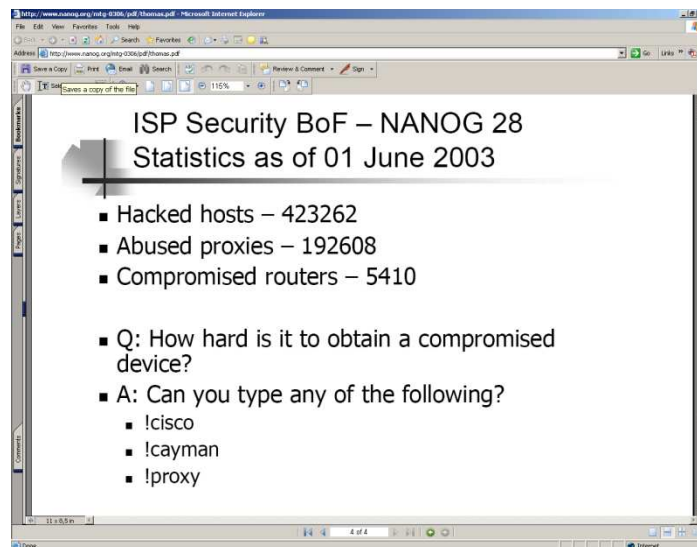 http://www.nanog.org/mtg-0306/pdf/thomas.pdf - Microsoft Internet Explorer
File Edit View Favorites Tools Help
Search Favorites
Address http://www.nanog.org/mtg-0306/pdf/thomas.pdf Go Links »
Save a Copy Print Email Search Review & Comment Sign
Saves a copy of the file 115%
Bookmarks
Signatures
Layers
Pages
Comments
ISP Security BoF – NANOG 28
Statistics as of 01 June 2003
Hacked hosts – 423262
Abused proxies – 192608
Compromised routers – 5410
Q: How hard is it to obtain a compromised
device?
A: Can you type any of the following?
!cisco
!cayman
!proxy
11 x 8,5 in
4 of 4
Done Internet